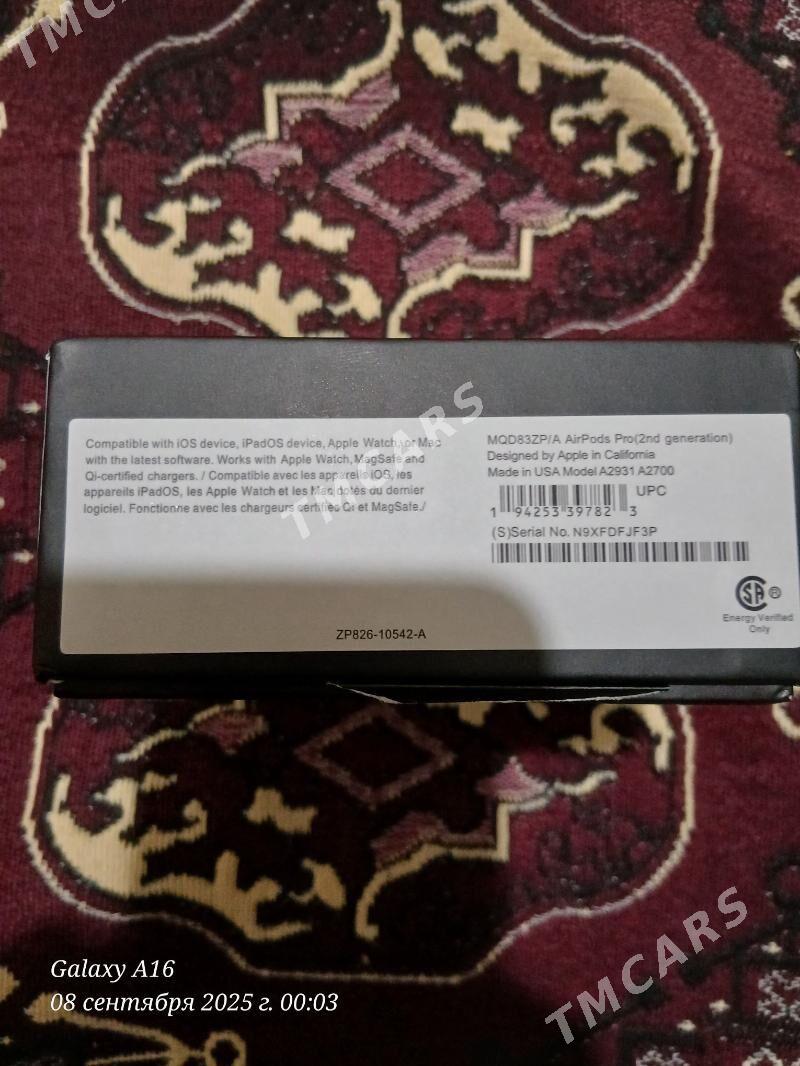 TMCARS
Compatible with iOS device, iPadOS device, Apple Watch, or Mac
with the latest software. Works with Apple Watch, MagSafe and
Qi-certified chargers. / Compatible avec les appareils iOS, les
appareils iPadOS, les Apple Watch et les Mac dotés du dernier
logiciel. Fonctionne avec les chargeurs certifiés Qi et MagSafe./
MQD83ZP/A AirPods Pro(2nd generation)
Designed by Apple in California
Made in USA Model A2931 A2700
UPC
1 94253 39782 3
(S)Serial No. N9XFDFJF3P
SA ®
Energy Verified
Only
ZP826-10542-A
TMCARS
TMCARS
TMCARS
Galaxy A16
08 сентября 2025 г. 00:03
TMCARS